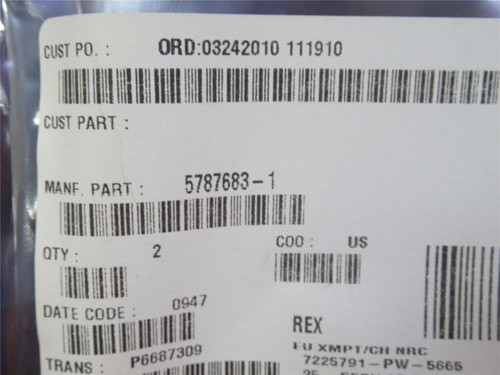 CUST PO. : ORD:03242010 111910
CUST PART :
MANF. PART : 5787683-1
QTY : 2
COO : US
DATE CODE : 0947
REX
EU XMPT/CH NRC
TRANS : P6687309
7225791-PW-5665